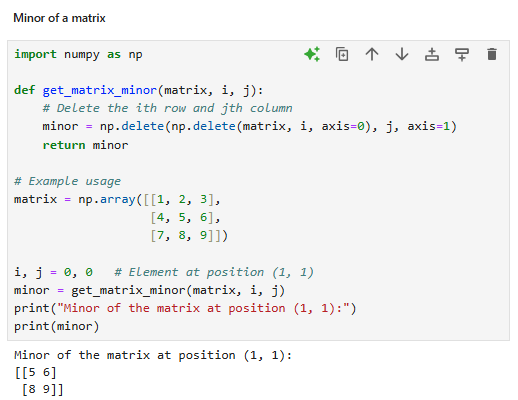 Minor of a matrix
import numpy as np
def get_matrix_minor(matrix, i, j):
    # Delete the ith row and jth column
    minor = np.delete(np.delete(matrix, i, axis=0), j, axis=1)
    return minor
# Example usage
matrix = np.array([[1, 2, 3],
                   [4, 5, 6],
                   [7, 8, 9]])
i, j = 0, 0   # Element at position (1, 1)
minor = get_matrix_minor(matrix, i, j)
print("Minor of the matrix at position (1, 1):")
print(minor)
Minor of the matrix at position (1, 1):
[[5 6]
 [8 9]]